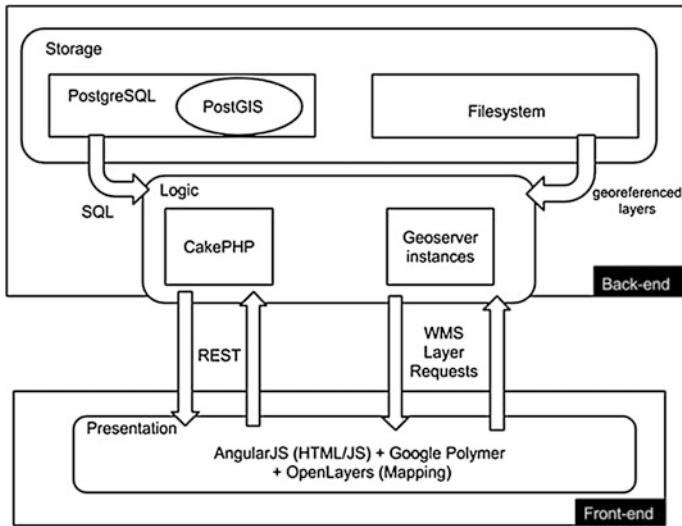 Storage
PostgreSQL
PostGIS
Filesystem
SQL
Logic
georeferenced
layers
CakePHP
Geoserver
instances
Back-end
REST
WMS
Layer
Requests
Presentation
AngularJS (HTML/JS) + Google Polymer
+ OpenLayers (Mapping)
Front-end